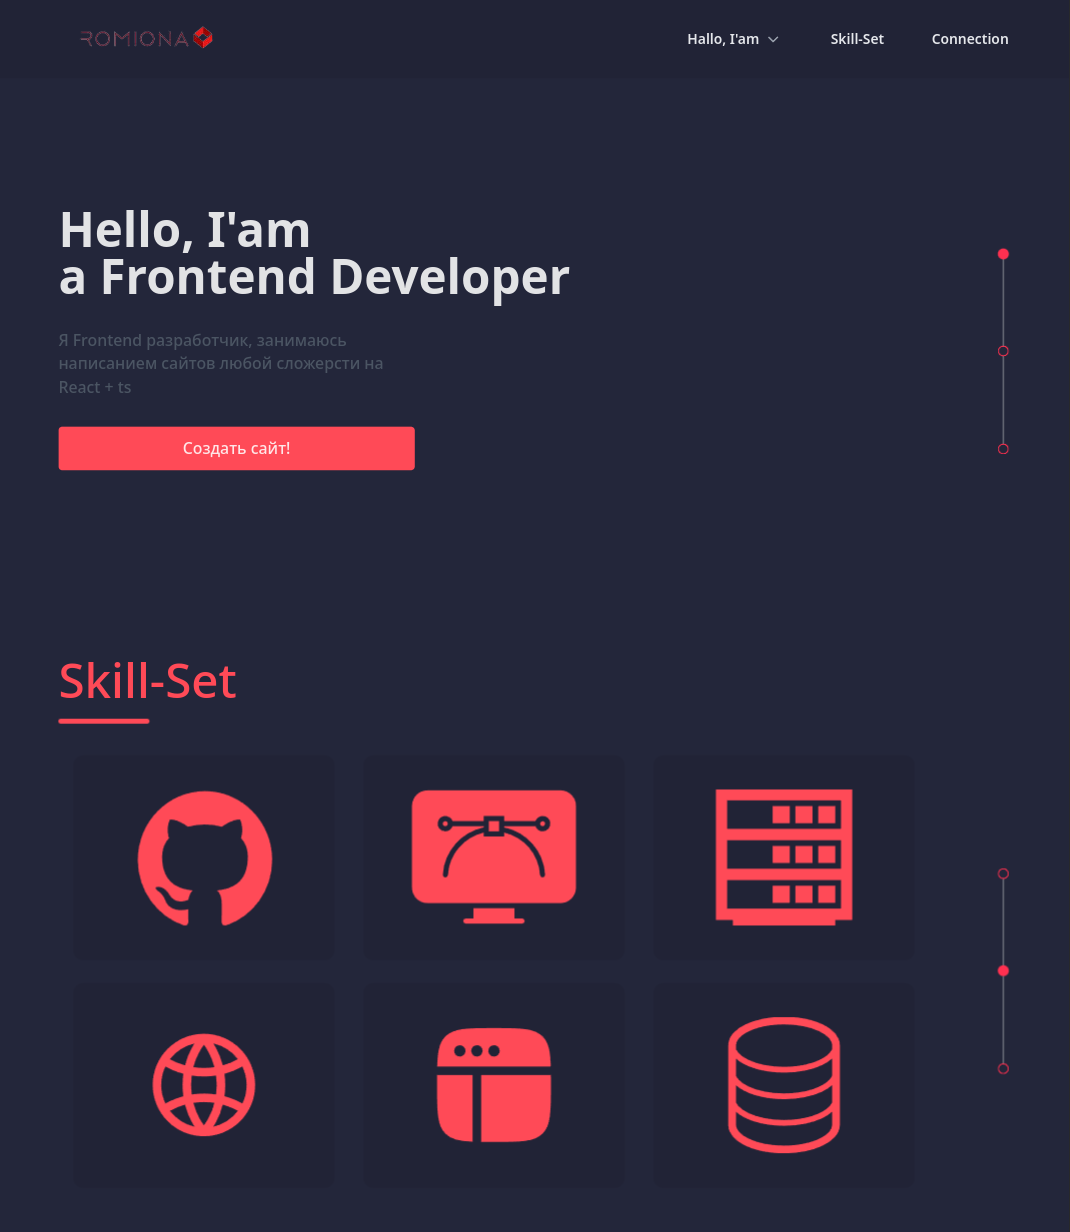 ROMIONA
Hallo, I'am
Skill-Set
Connection
Hello, I'am
a Frontend Developer
Я Frontend разработчик, занимаюсь
написанием сайтов любой сложерсти на
React + ts
Создать сайт!
Skill-Set